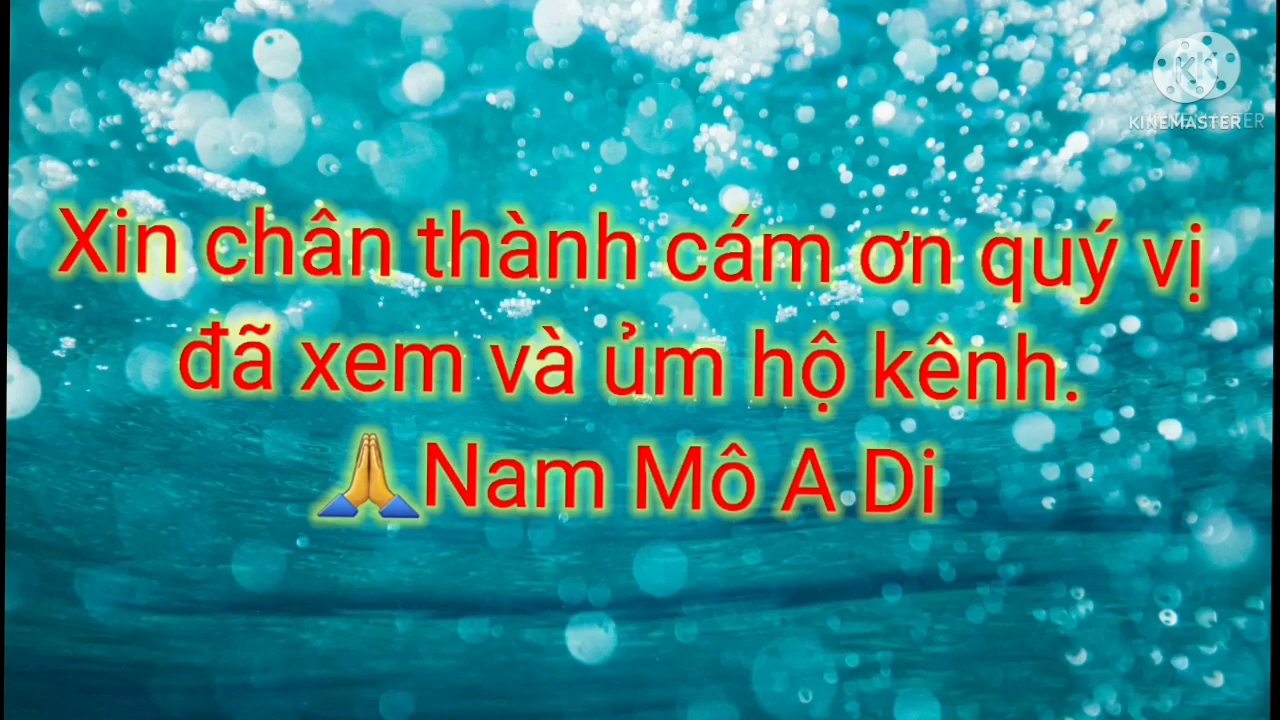 KINEMASTER
Xin chân thành cám ơn quý vị
đã xem và ủm hộ kênh.
🙏Nam Mô A Di